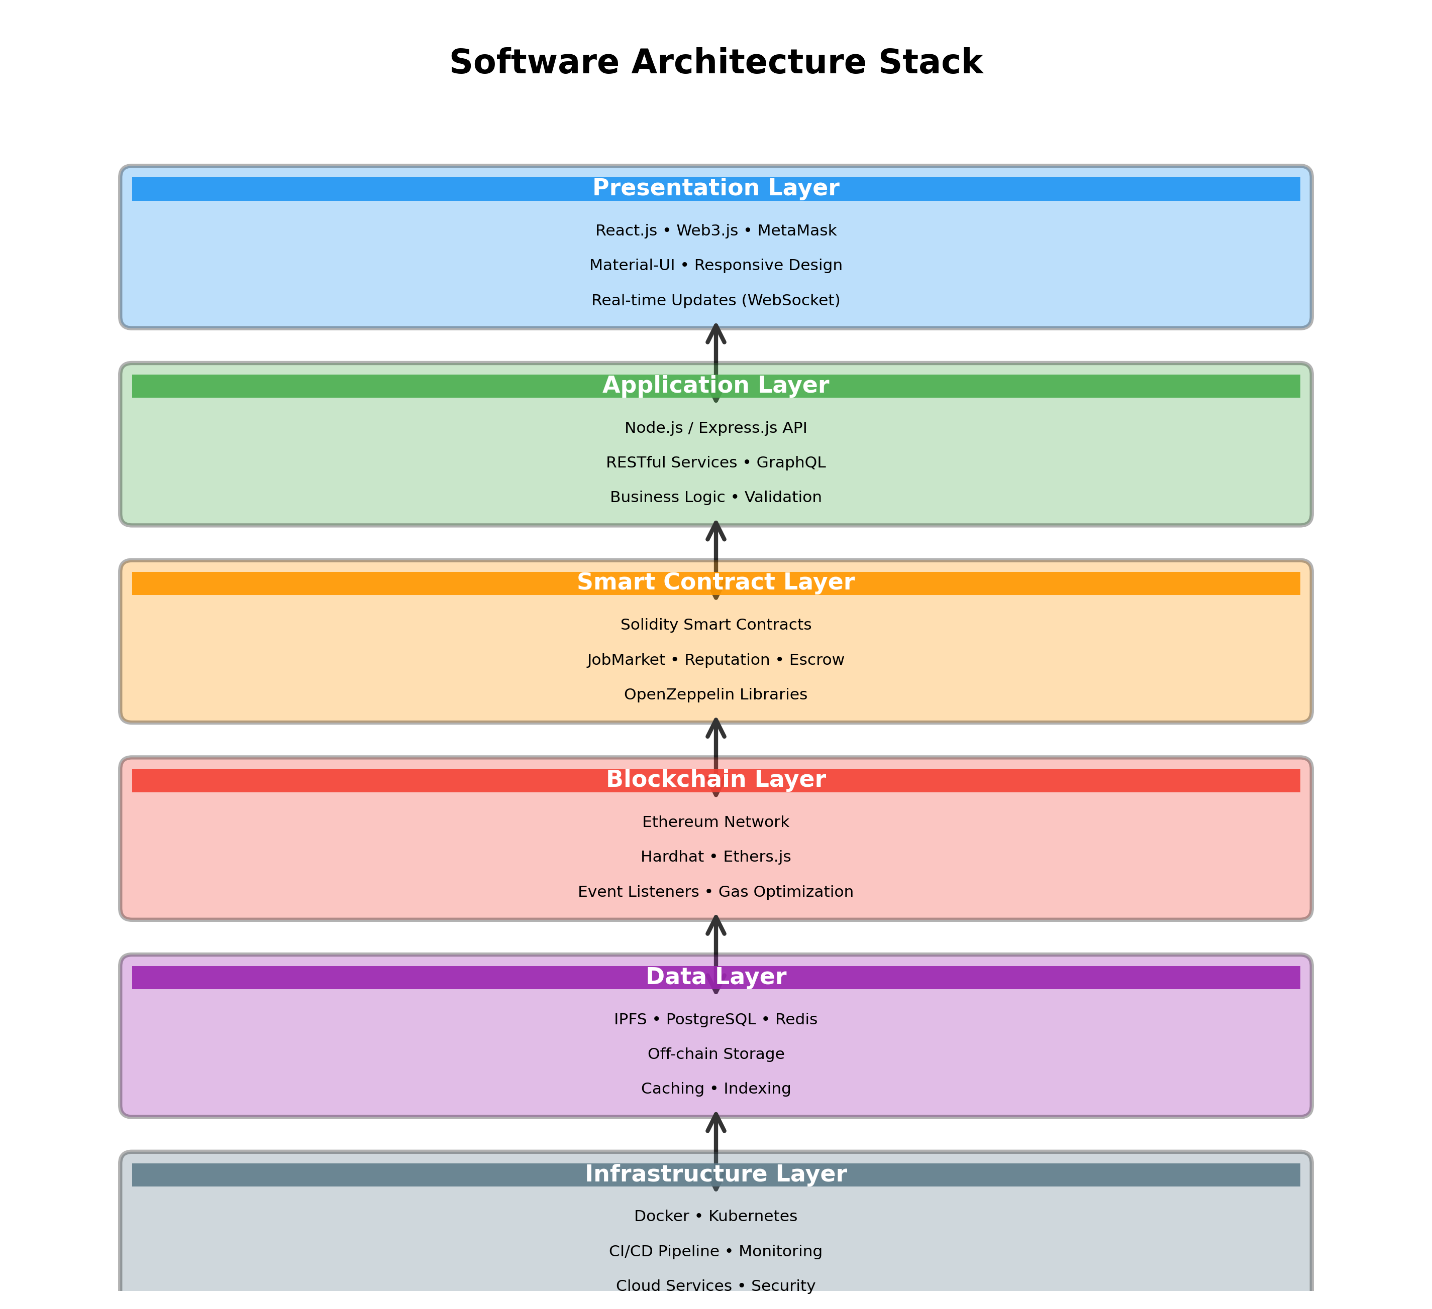 Software Architecture Stack
Presentation Layer
React.js • Web3.js • MetaMask
Material-UI • Responsive Design
Real-time Updates (WebSocket)
Application Layer
Node.js / Express.js API
RESTful Services • GraphQL
Business Logic • Validation
Smart Contract Layer
Solidity Smart Contracts
JobMarket • Reputation • Escrow
OpenZeppelin Libraries
Blockchain Layer
Ethereum Network
Hardhat • Ethers.js
Event Listeners • Gas Optimization
Data Layer
IPFS • PostgreSQL • Redis
Off-chain Storage
Caching • Indexing
Infrastructure Layer
Docker • Kubernetes
CI/CD Pipeline • Monitoring
Cloud Services • Security